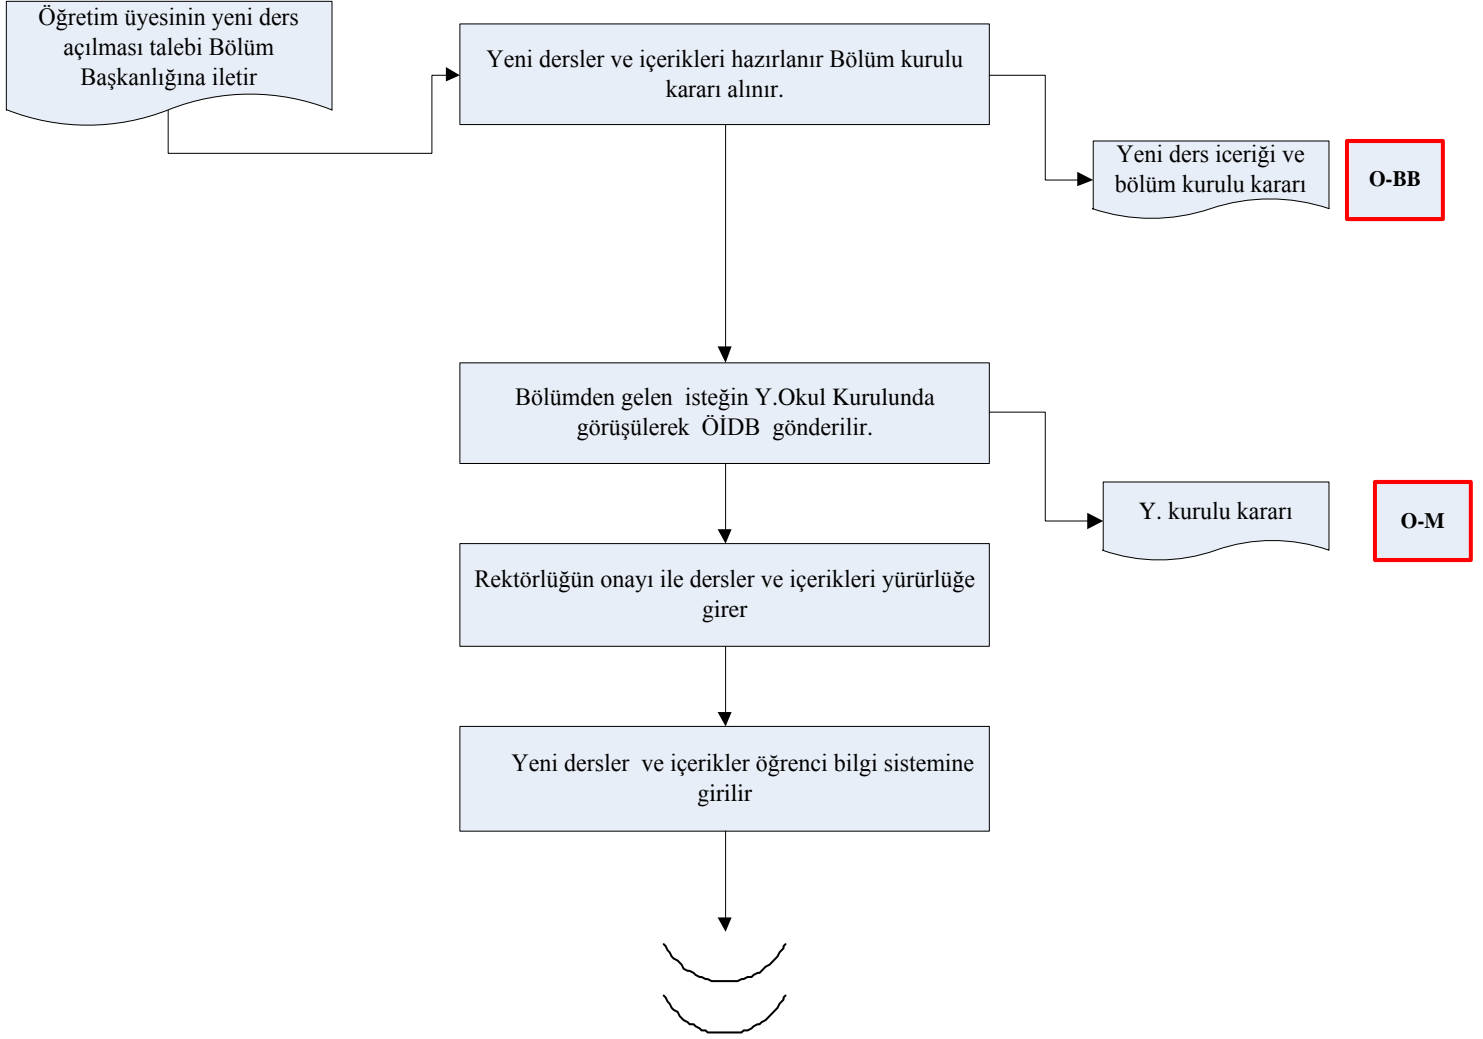 Öğretim üyesinin yeni ders
açılması talebi Bölüm
Başkanlığına iletir
Yeni dersler ve içerikleri hazırlanır Bölüm kurulu
kararı alınır.
Yeni ders iceriği ve
bölüm kurulu kararı
O-BB
Bölümden gelen  isteğin Y.Okul Kurulunda
görüşülerek  ÖİDB  gönderilir.
Y. kurulu kararı
O-M
Rektörlüğün onayı ile dersler ve içerikleri yürürlüğe
girer
Yeni dersler  ve içerikler öğrenci bilgi sistemine
girilir